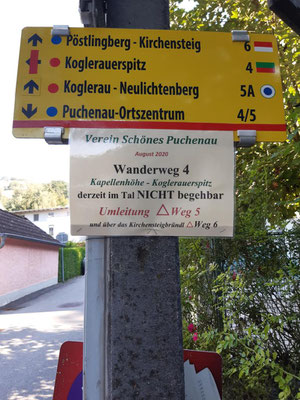 Pöstlingberg - Kirchensteig 6
Koglerauerspitz 4
Koglerau - Neulichtenberg 5A
Puchenau-Ortszentrum 4/5
Verein Schönes Puchenau
August 2020
Wanderweg 4
Kapellenhöhe - Koglerauerspitz
derzeit im Tal NICHT begehbar
Umleitung Weg 5
und über das Kirchensteigbründl Weg 6